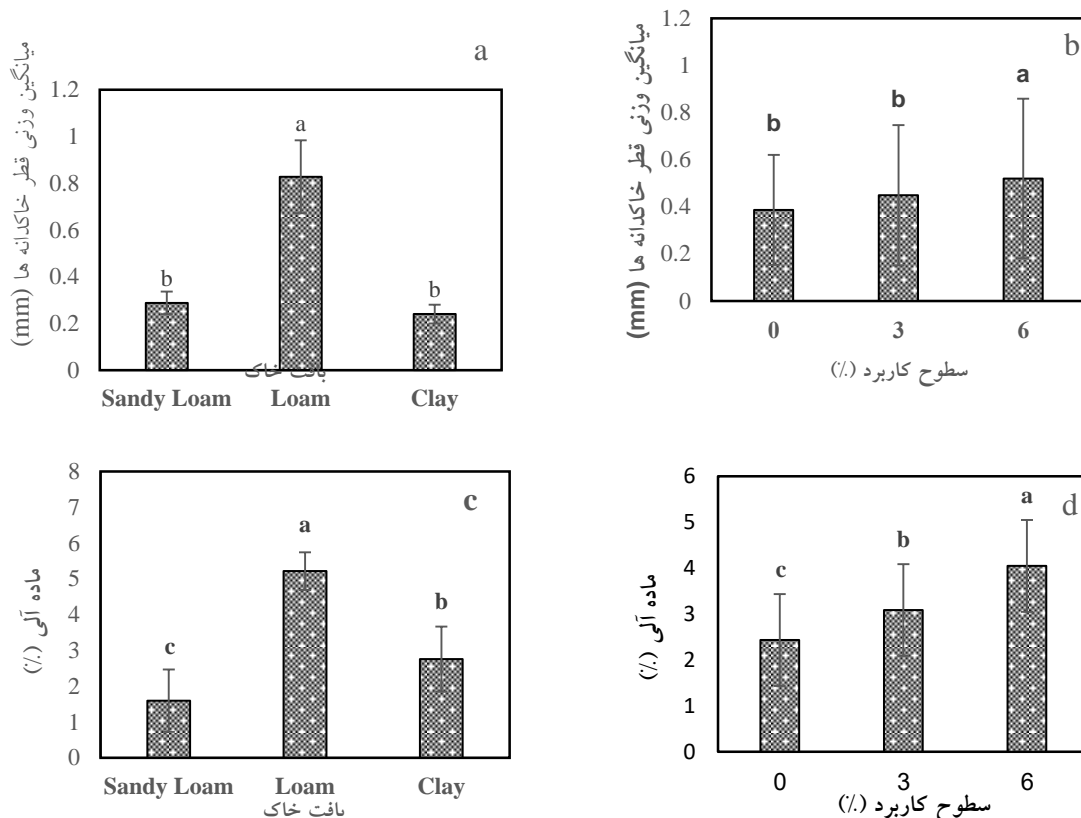 a
میانگین وزنی قطر خاکدانه ها (mm)
1.2
1
0.8
0.6
0.4
0.2
0
b
a
b
بافت خاک
Sandy Loam Loam Clay
b
میانگین وزنی قطر خاکدانه ها (mm)
1.2
1
0.8
0.6
0.4
0.2
0
b
b
a
0 3 6
سطوح کاربرد (٪)
c
ماده آلی (٪)
8
7
6
5
4
3
2
1
0
c
a
b
Sandy Loam Loam Clay
بافت خاک
d
ماده آلی (٪)
6
5
4
3
2
1
0
c
b
a
0 3 6
سطوح کاربرد (٪)